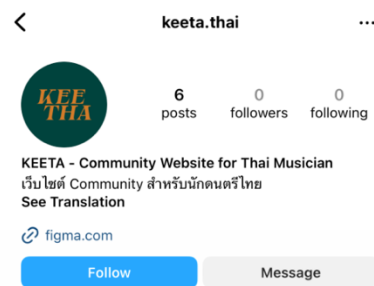 keeta.thai
KEE
THA
6
0
0
posts
followers
following
KEETA - Community Website for Thai Musician
เว็บไซต์ Community สำหรับนักดนตรีไทย
See Translation
figma.com
Follow
Message